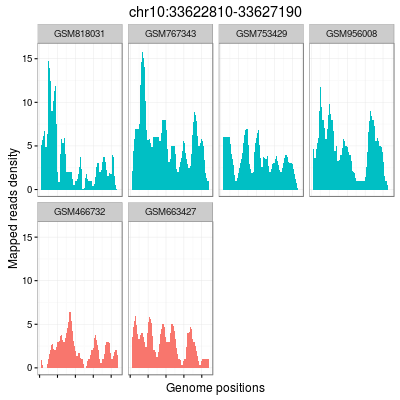 chr10:33622810-33627190
GSM818031 GSM767343 GSM753429 GSM956008
15
10
5
0
GSM466732 GSM663427
15
10
5
0
Mapped reads density
Genome positions